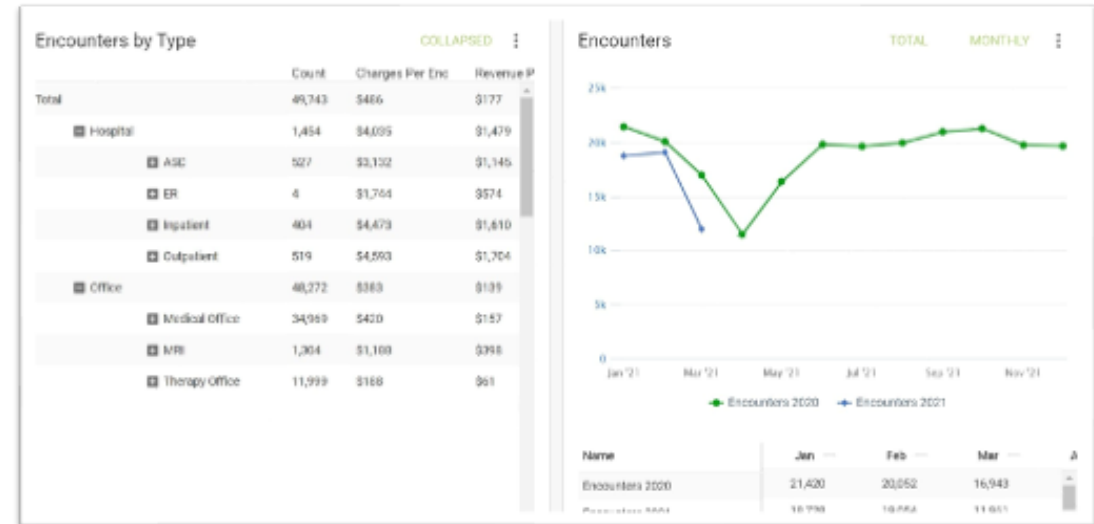 Encounters by Type COLLAPSED
Count Charges Per Enc Revenue P
Total 49,743 $486 $177
Hospital 1,454 $4,035 $1,479
ASC 527 $3,132 $1,145
ER 4 $1,744 $574
Inpatient 404 $4,473 $1,610
Outpatient 519 $4,593 $1,704
Office 48,272 $383 $139
Medical Office 34,969 $420 $157
MRI 1,304 $1,188 $398
Therapy Office 11,999 $188 $61
Encounters TOTAL MONTHLY
25k
20k
15k
10k
5k
0
Jan '21 Mar '21 May '21 Jul '21 Sep '21 Nov '21
Encounters 2020 Encounters 2021
Name Jan Feb Mar A
Encounters 2020 21,420 20,052 16,943